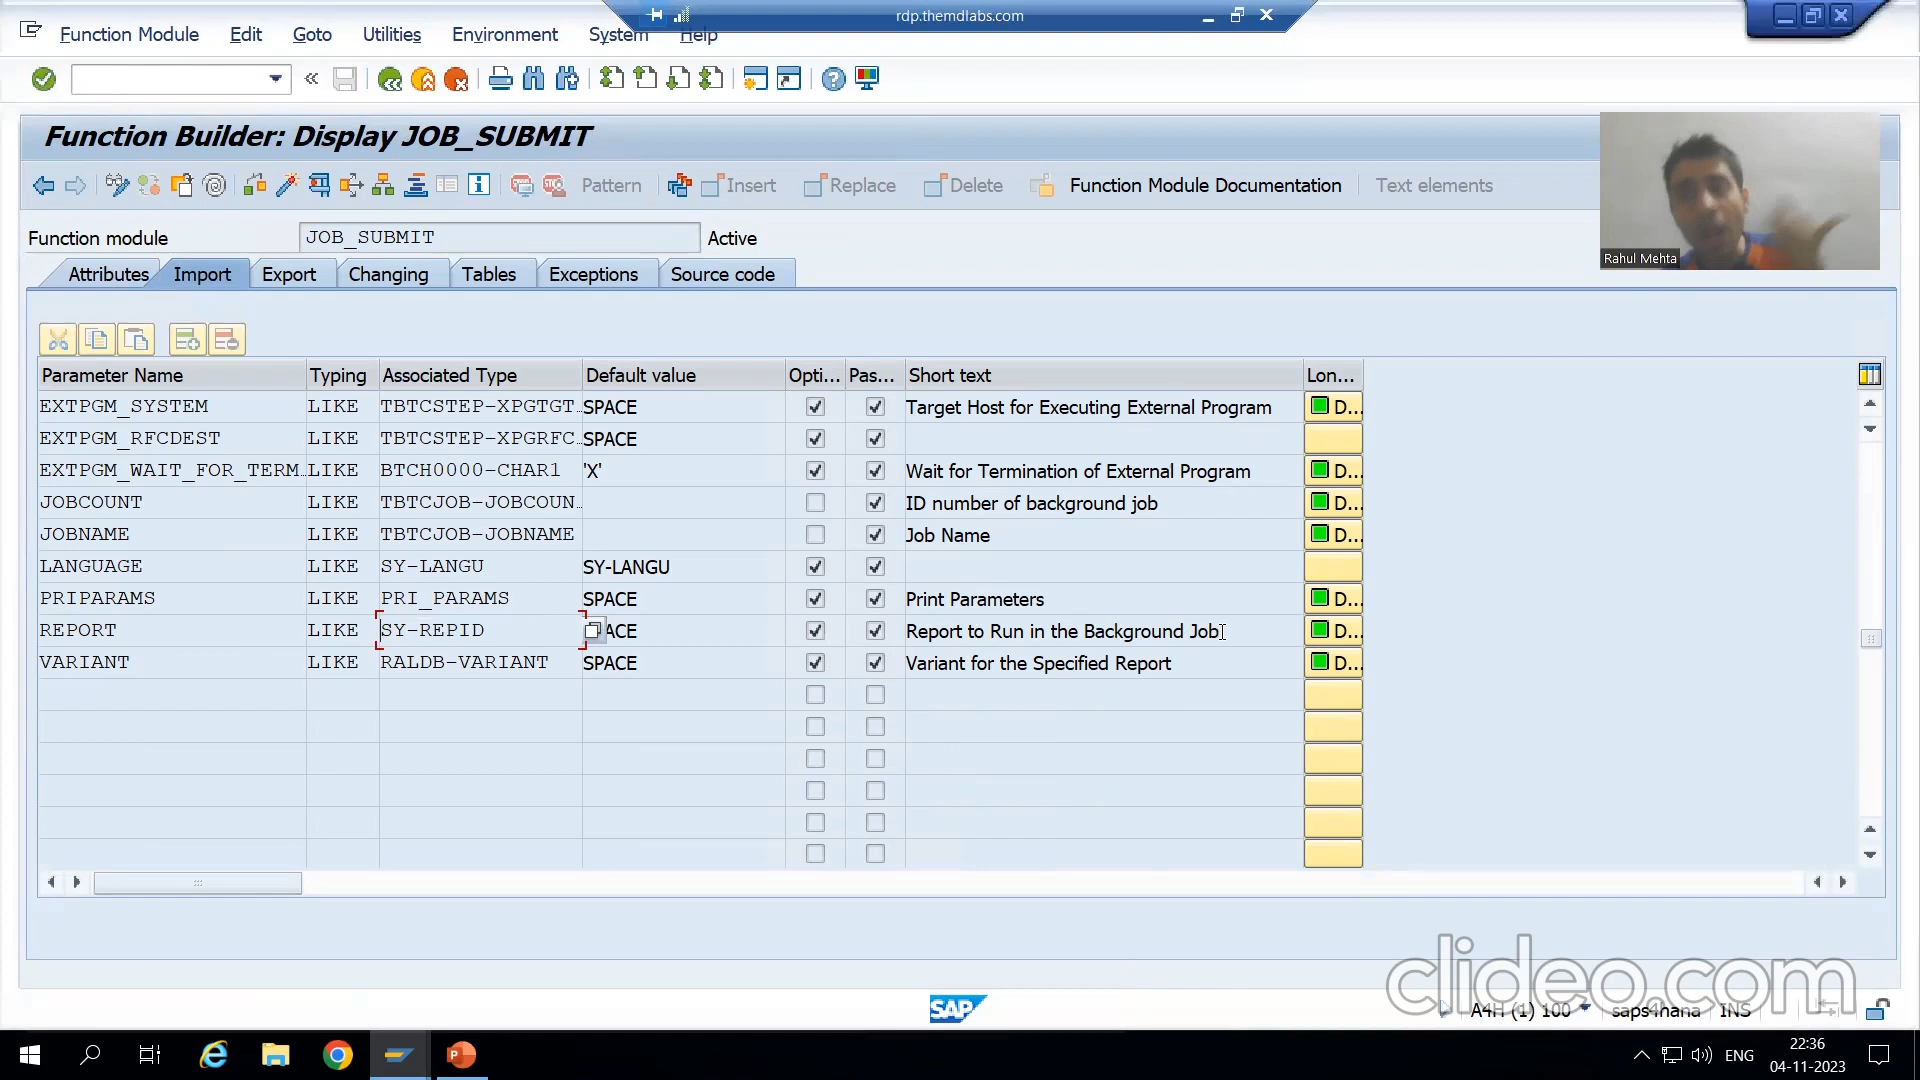 rdp.themdlabs.com
Function Module Edit Goto Utilities Environment System Help
Function Builder: Display JOB_SUBMIT
Pattern Insert Replace Delete Function Module Documentation Text elements
Rahul Mehta
Function module JOB_SUBMIT Active
Attributes Import Export Changing Tables Exceptions Source code
Parameter Name Typing Associated Type Default value Opti... Pas... Short text Lon...
EXTPGM_SYSTEM LIKE TBTCSTEP-XPGTGT... SPACE Target Host for Executing External Program D...
EXTPGM_RFCDEST LIKE TBTCSTEP-XPGRFC... SPACE
EXTPGM_WAIT_FOR_TERM... LIKE BTCH0000-CHAR1 'X' Wait for Termination of External Program D...
JOBCOUNT LIKE TBTCJOB-JOBCOUN... ID number of background job D...
JOBNAME LIKE TBTCJOB-JOBNAME Job Name D...
LANGUAGE LIKE SY-LANGU SY-LANGU
PRIPARAMS LIKE PRI_PARAMS SPACE Print Parameters D...
REPORT LIKE SY-REPID ACE Report to Run in the Background Job D...
VARIANT LIKE RALDB-VARIANT SPACE Variant for the Specified Report D...
clideo.com
SAP
A4H (1) 100 saps4hana INS
ENG
22:36
04-11-2023